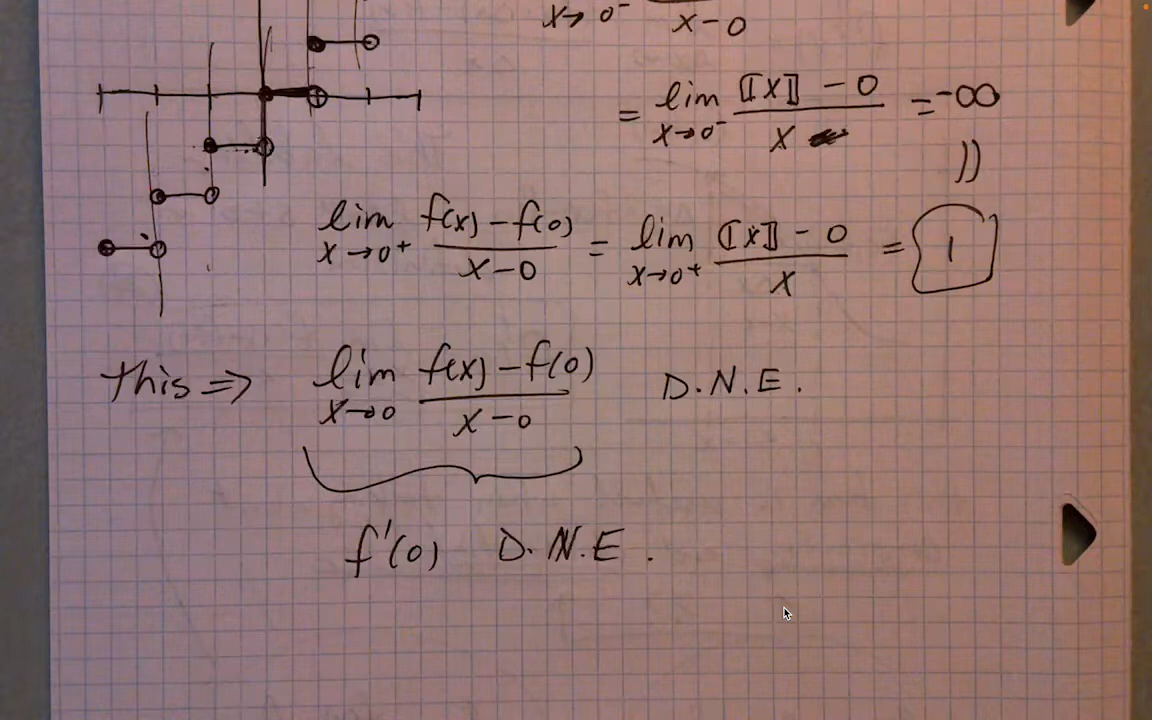 x→0⁻ x-0
= lim x→0⁻ ⟦x⟧ - 0 / x = -∞
lim x→0⁺ f(x) - f(0) / x-0 = lim x→0⁺ ⟦x⟧ - 0 / x = 1
this ⇒ lim x→0 f(x) - f(0) / x-0 D.N.E.
f'(0) D.N.E.